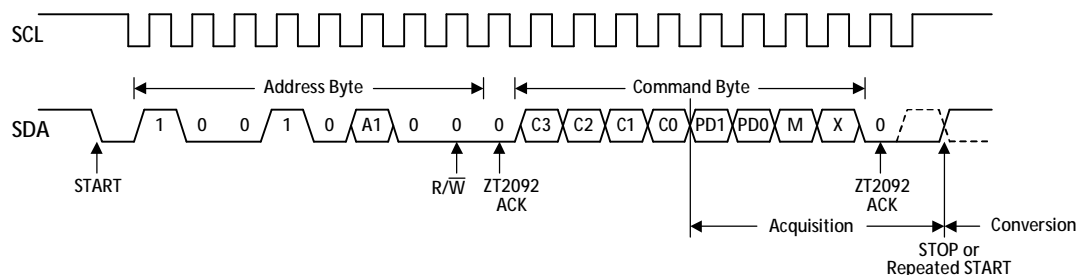 SCL
Address Byte
Command Byte
SDA
1 0 0 1 0 A1 0 0 0 C3 C2 C1 C0 PD1 PD0 M X 0
START
R/W̅
ZT2092
ACK
ZT2092
ACK
Acquisition
Conversion
STOP or
Repeated START